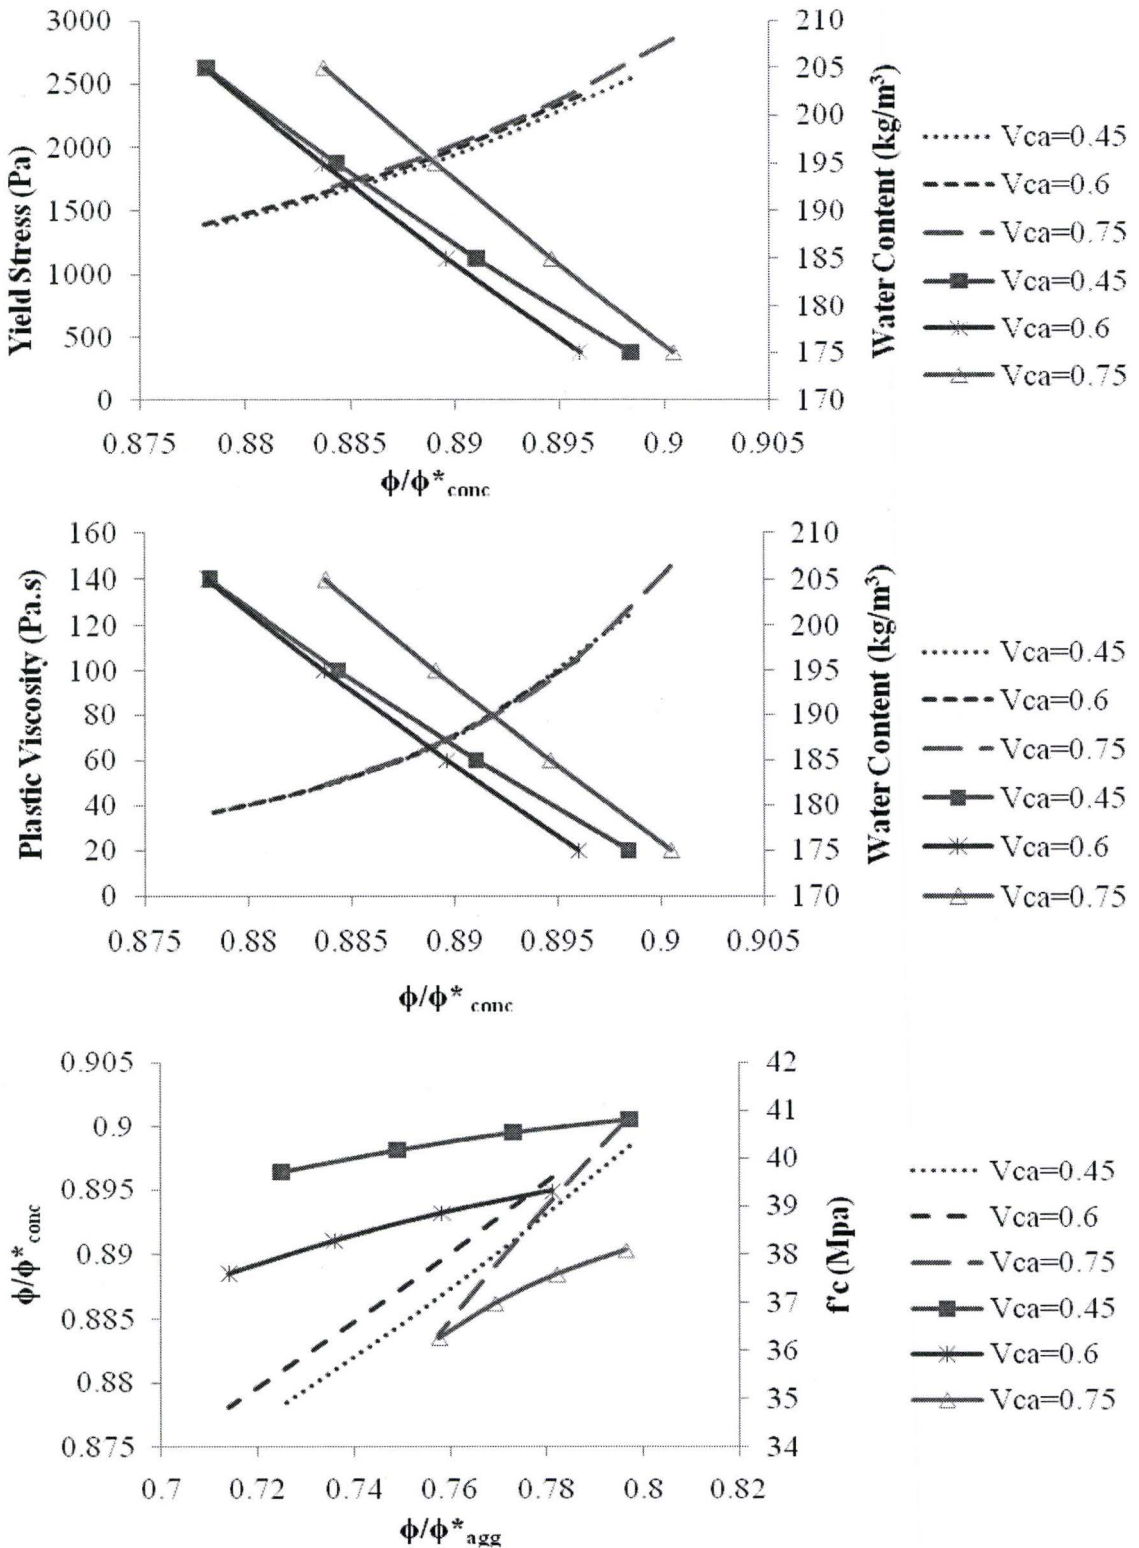 3000
2500
2000
1500
1000
500
0
Yield Stress (Pa)
210
205
200
195
190
185
180
175
170
Water Content (kg/m³)
0.875 0.88 0.885 0.89 0.895 0.9 0.905
ϕ/ϕ*conc
Vca=0.45
Vca=0.6
Vca=0.75
Vca=0.45
Vca=0.6
Vca=0.75
160
140
120
100
80
60
40
20
0
Plastic Viscosity (Pa.s)
210
205
200
195
190
185
180
175
170
Water Content (kg/m³)
0.875 0.88 0.885 0.89 0.895 0.9 0.905
ϕ/ϕ* conc
Vca=0.45
Vca=0.6
Vca=0.75
Vca=0.45
Vca=0.6
Vca=0.75
0.905
0.9
0.895
0.89
0.885
0.88
0.875
ϕ/ϕ*conc
42
41
40
39
38
37
36
35
34
f'c (Mpa)
0.7 0.72 0.74 0.76 0.78 0.8 0.82
ϕ/ϕ*agg
Vca=0.45
Vca=0.6
Vca=0.75
Vca=0.45
Vca=0.6
Vca=0.75